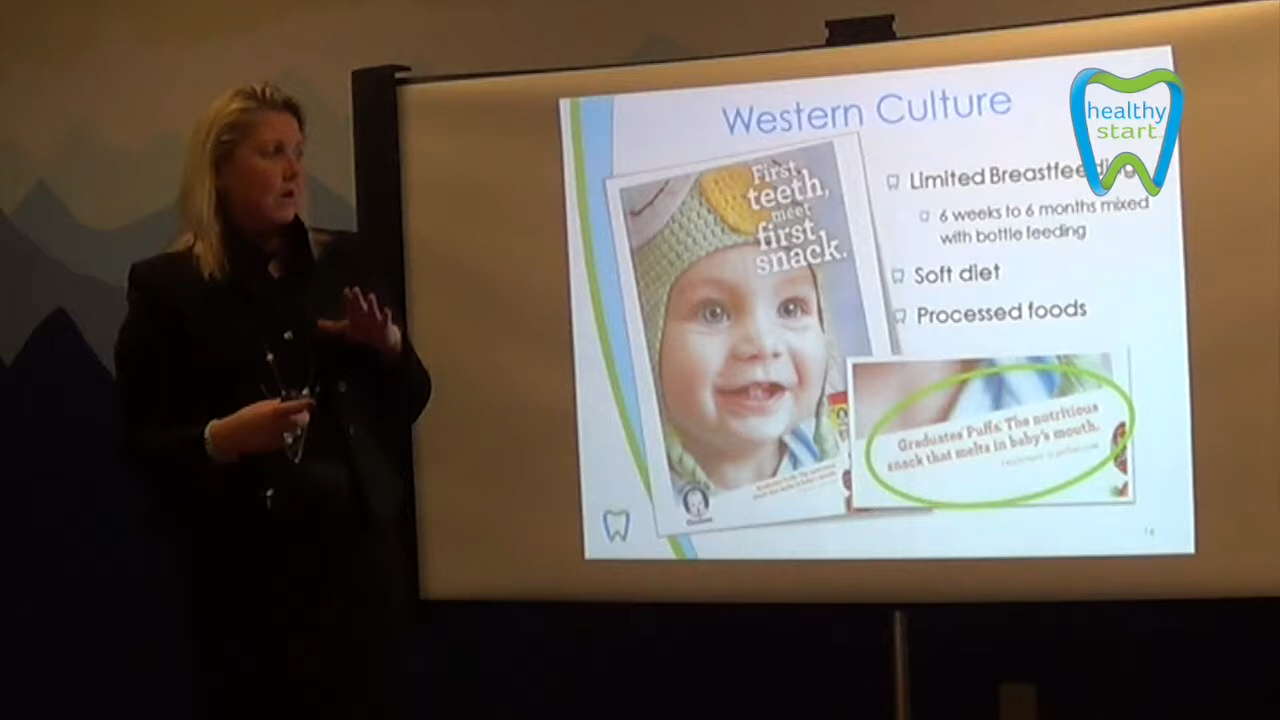 Western Culture
healthy
start
First
teeth,
meet
first
snack.
Limited Breastfeeding
6 weeks to 6 months mixed
with bottle feeding
Soft diet
Processed foods
Graduates Puffs. The nutritious
snack that melts in baby's mouth.